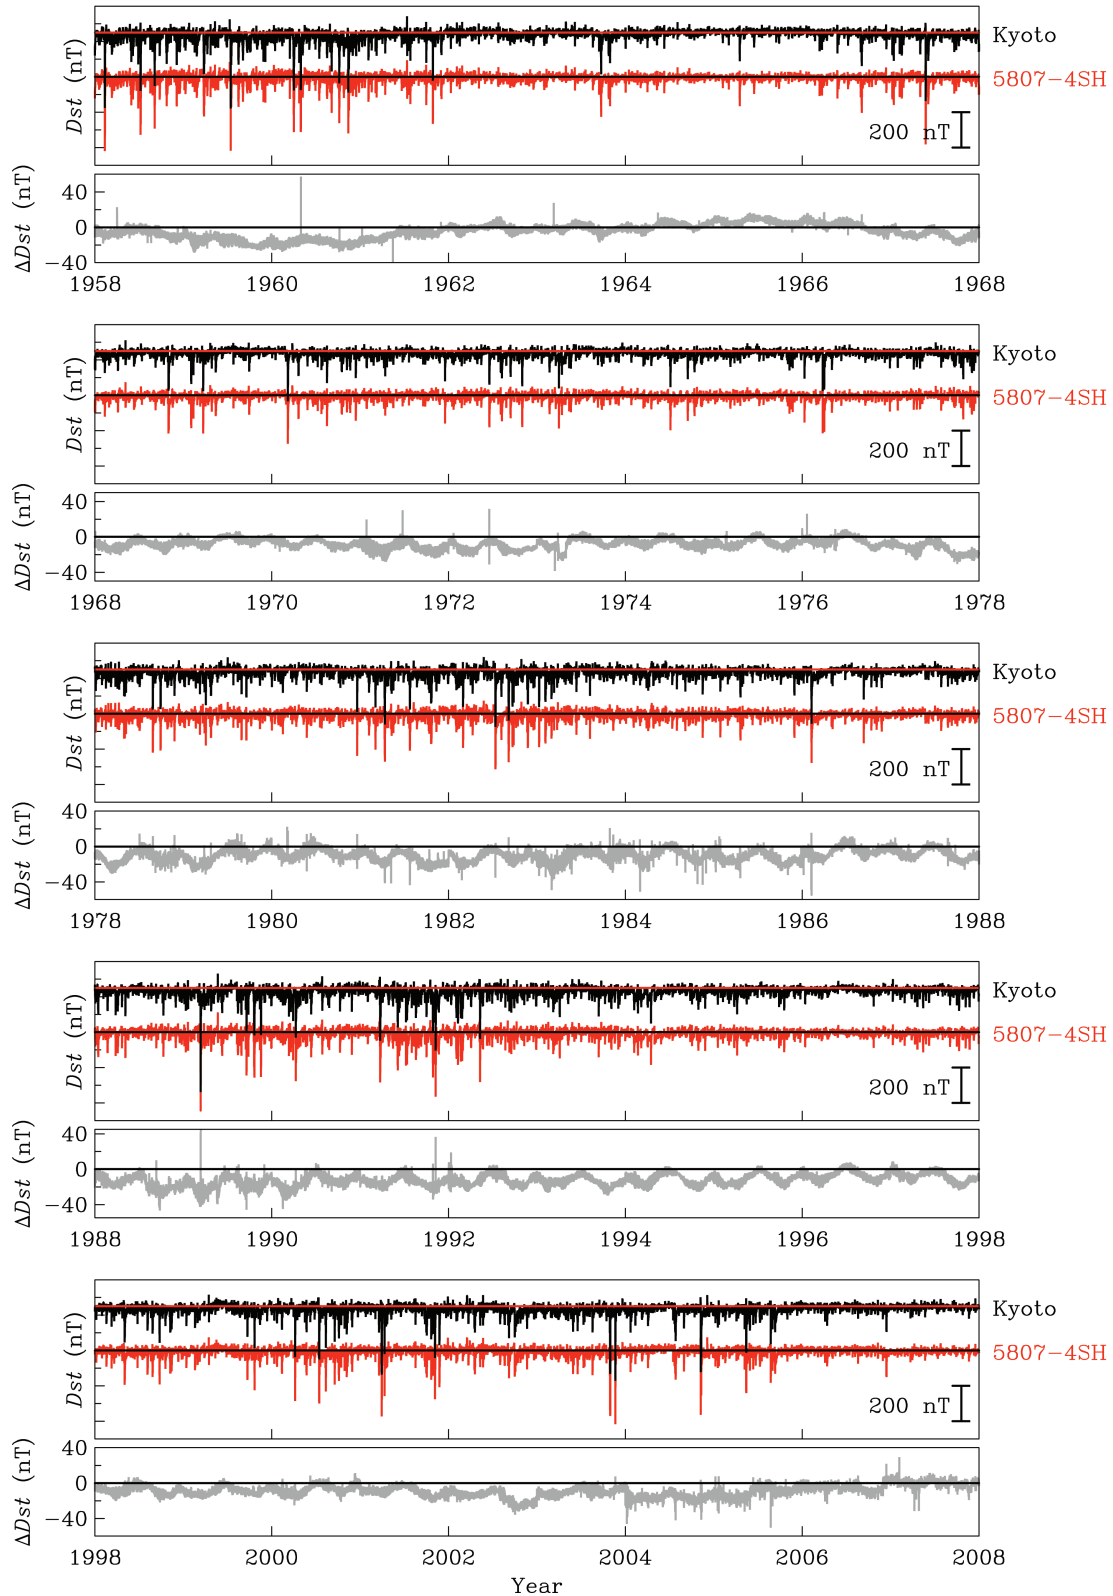 Kyoto
Dst (nT)
5807-4SH
200 nT
ΔDst (nT)
40
0
-40
1958 1960 1962 1964 1966 1968
Kyoto
Dst (nT)
5807-4SH
200 nT
ΔDst (nT)
40
0
-40
1968 1970 1972 1974 1976 1978
Kyoto
Dst (nT)
5807-4SH
200 nT
ΔDst (nT)
40
0
-40
1978 1980 1982 1984 1986 1988
Kyoto
Dst (nT)
5807-4SH
200 nT
ΔDst (nT)
40
0
-40
1988 1990 1992 1994 1996 1998
Kyoto
Dst (nT)
5807-4SH
200 nT
ΔDst (nT)
40
0
-40
1998 2000 2002 2004 2006 2008
Year